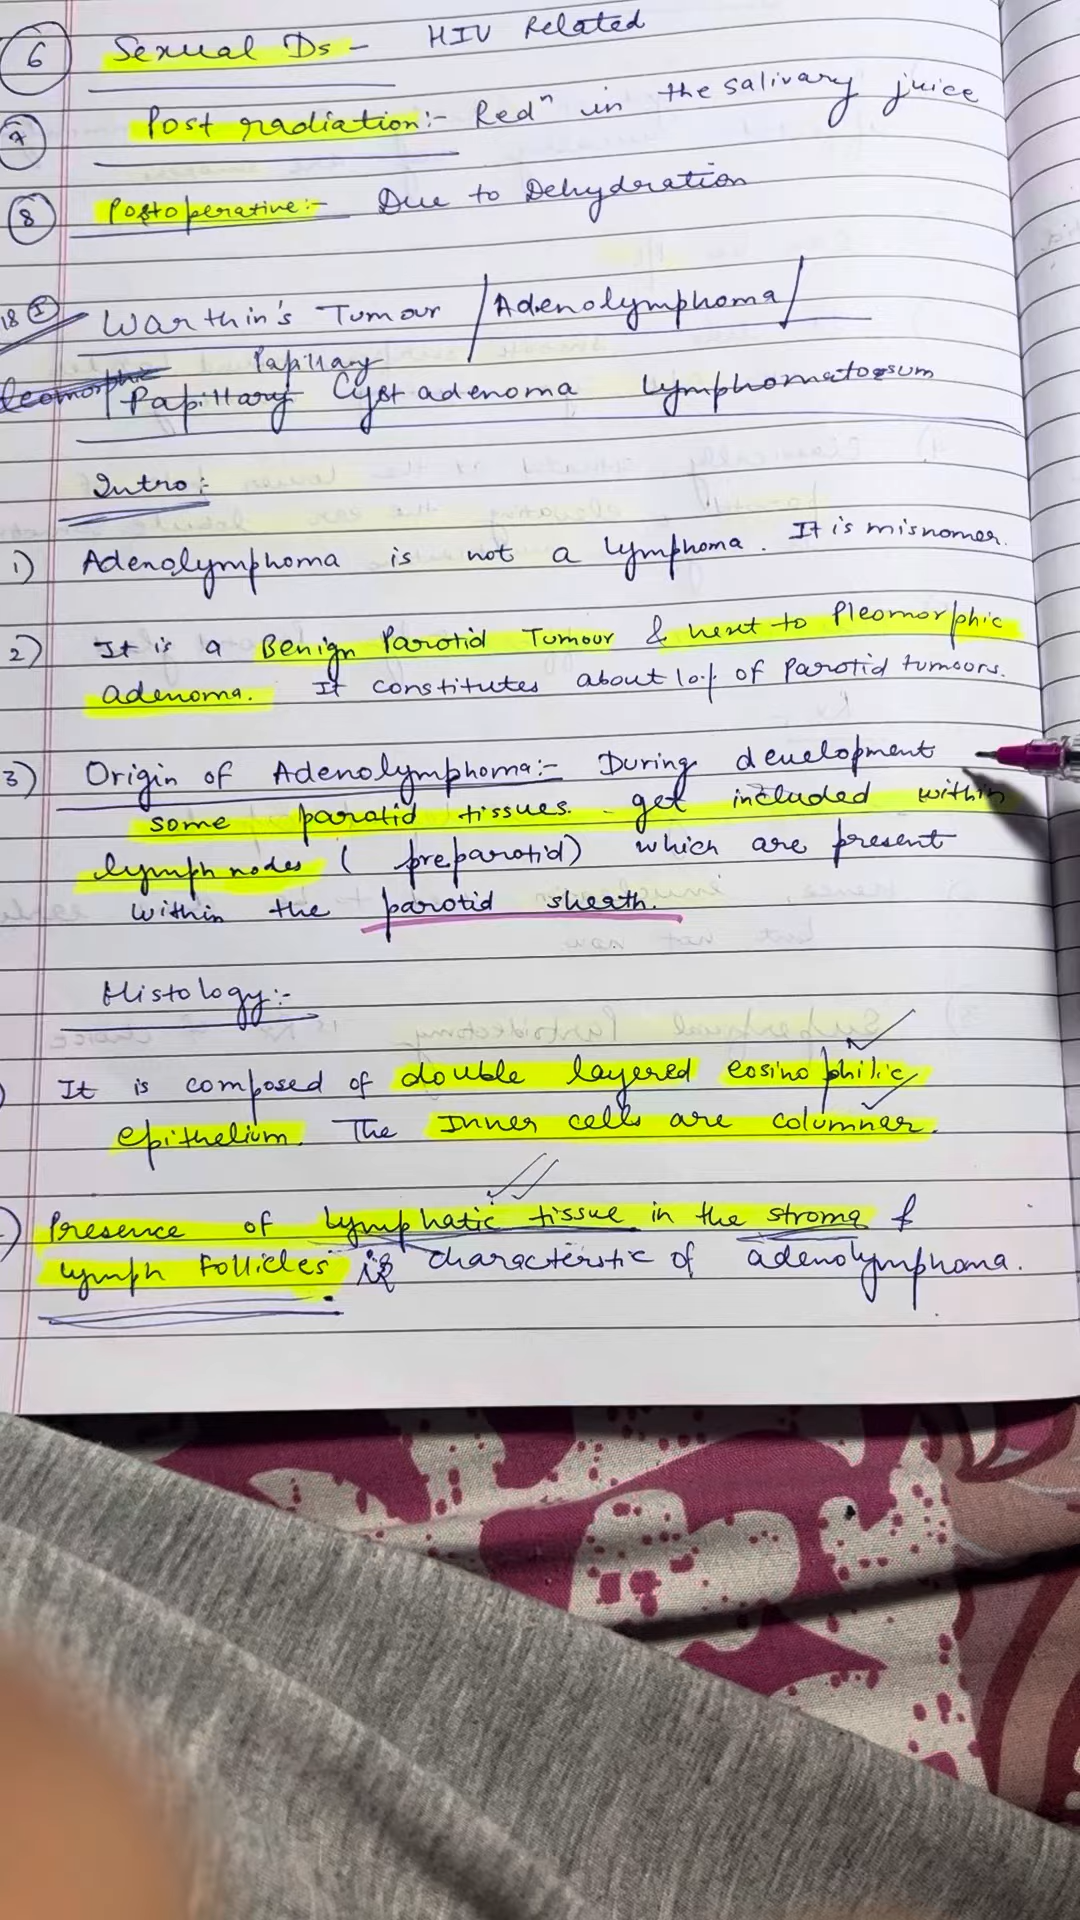 6 Sexual Ds - HIV Related
7 Post radiation:- Redⁿ in the salivary juice
8 Postoperative:- Due to Dehydration
18 I Warthin's Tumour / Adenolymphoma /
Papillary
Papillary Cyst adenoma lymphomatosum
Intro:
1) Adenolymphoma is not a lymphoma. It is misnomer.
2) It is a Benign Parotid Tumour & next to Pleomorphic
adenoma. It constitutes about 10% of Parotid tumours.
3) Origin of Adenolymphoma:- During development
some parotid tissues get included within
lymph nodes (preparotid) which are present
within the parotid sheath.
Histology:-
It is composed of double layered eosinophilic
epithelium. The Inner cells are columnar.
Presence of lymphatic tissue in the stroma &
lymph Follicles is characteristic of adenolymphoma.